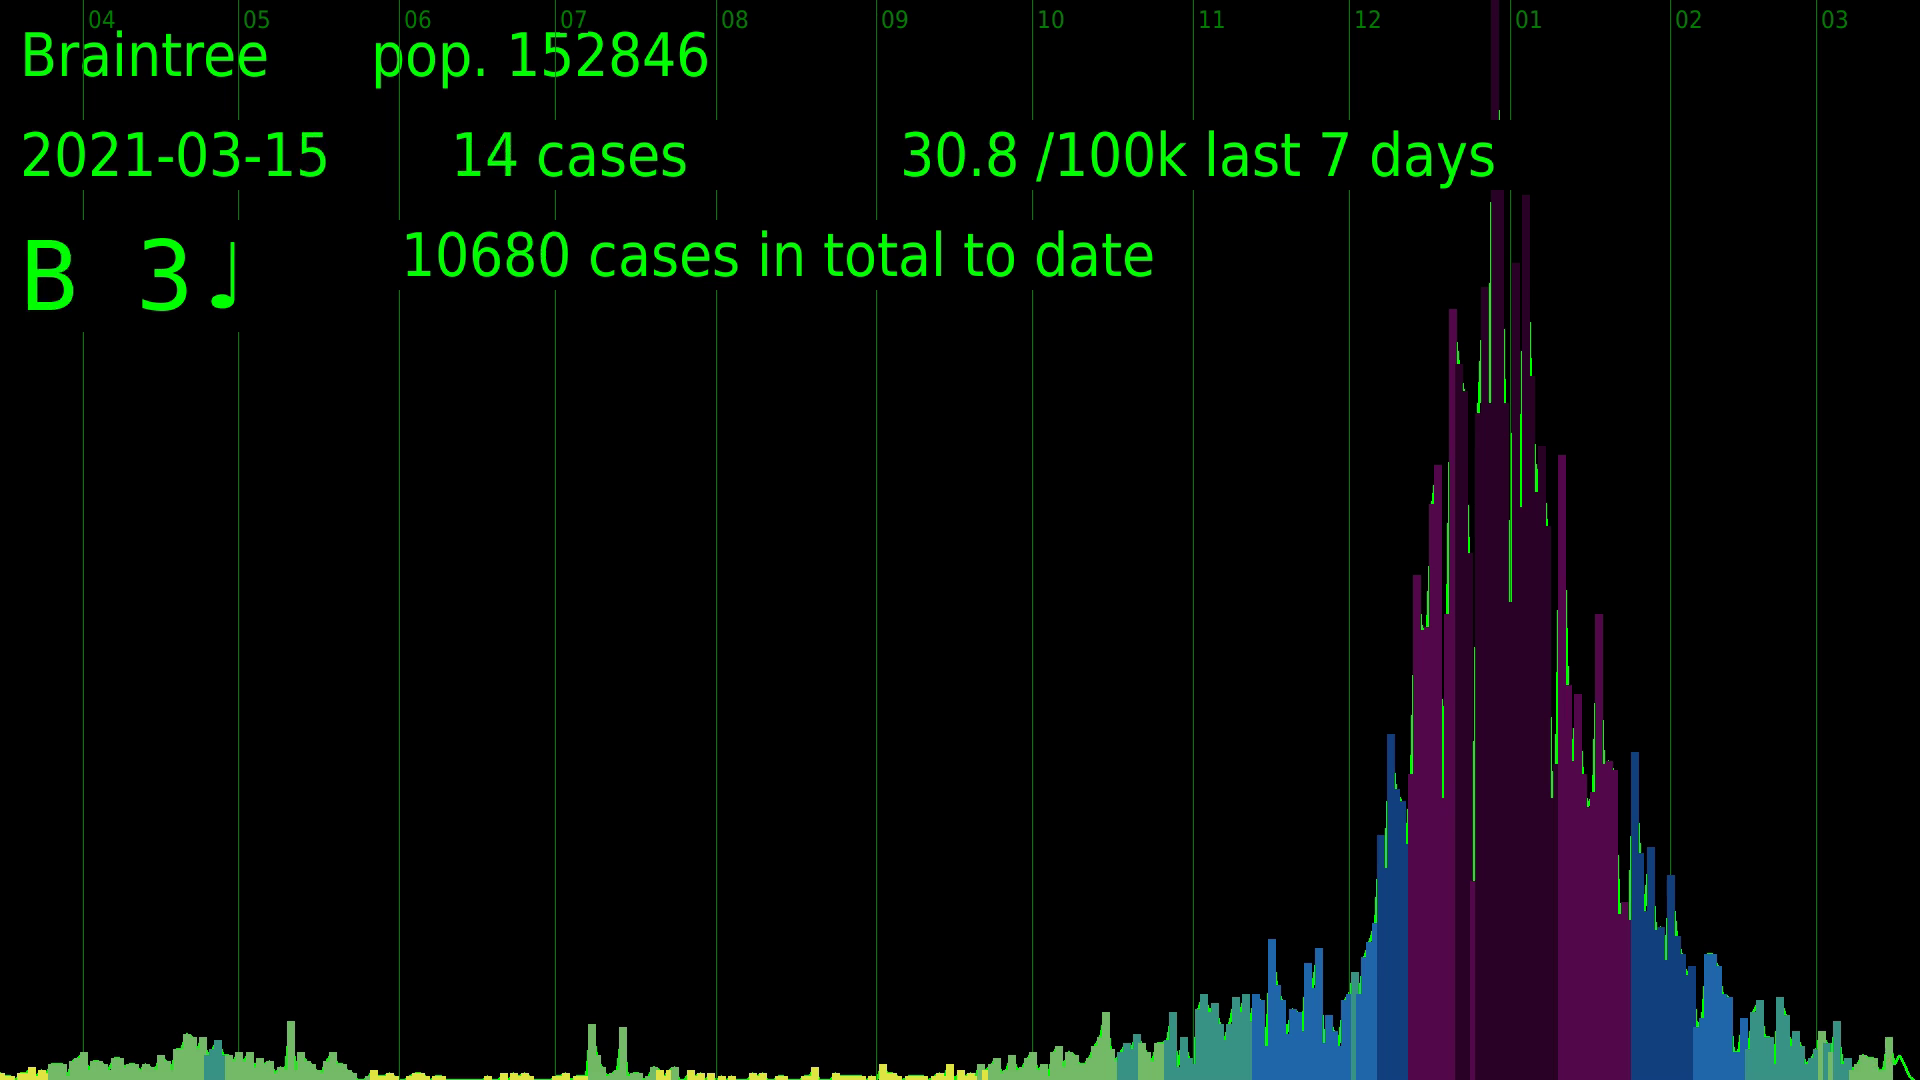 04 05 06 07 08 09 10 11 12 01 02 03
Braintree pop. 152846
2021-03-15 14 cases 30.8 /100k last 7 days
B 3♩ 10680 cases in total to date